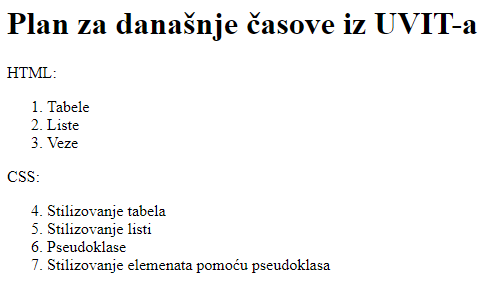 Plan za današnje časove iz UVIT-a
HTML:
1. Tabele
2. Liste
3. Veze
CSS:
4. Stilizovanje tabela
5. Stilizovanje listi
6. Pseudoklase
7. Stilizovanje elemenata pomoću pseudoklasa